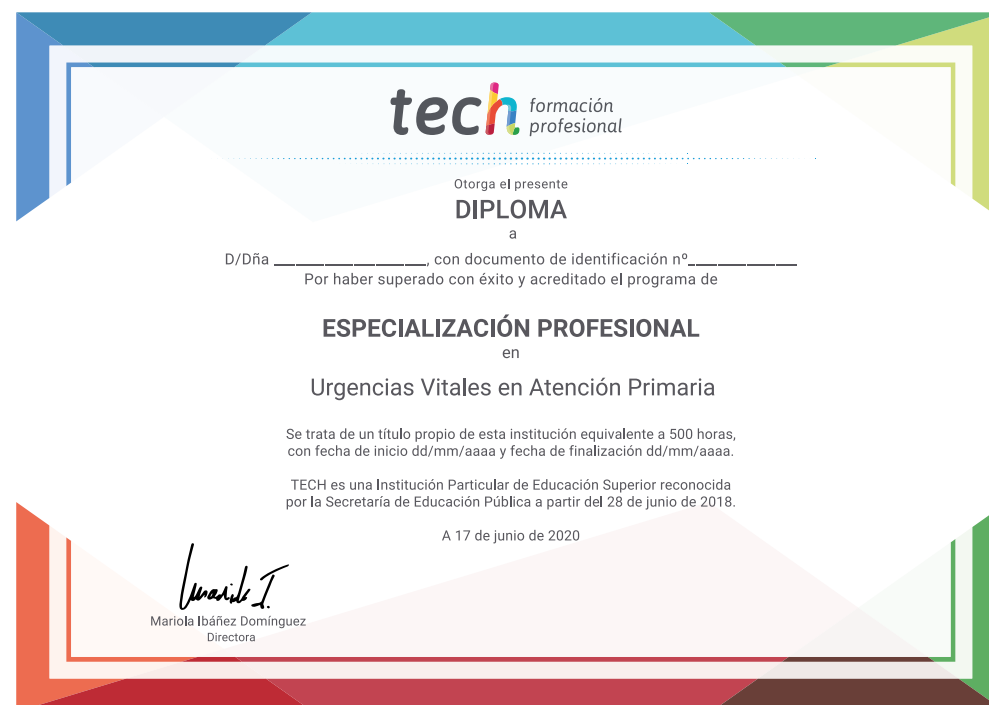 tech formación
profesional
Otorga el presente
DIPLOMA
a
D/Dña ____________________, con documento de identificación nº______________
Por haber superado con éxito y acreditado el programa de
ESPECIALIZACIÓN PROFESIONAL
en
Urgencias Vitales en Atención Primaria
Se trata de un título propio de esta institución equivalente a 500 horas,
con fecha de inicio dd/mm/aaaa y fecha de finalización dd/mm/aaaa.
TECH es una Institución Particular de Educación Superior reconocida
por la Secretaría de Educación Pública a partir del 28 de junio de 2018.
A 17 de junio de 2020
Mariola Ibáñez Domínguez
Directora